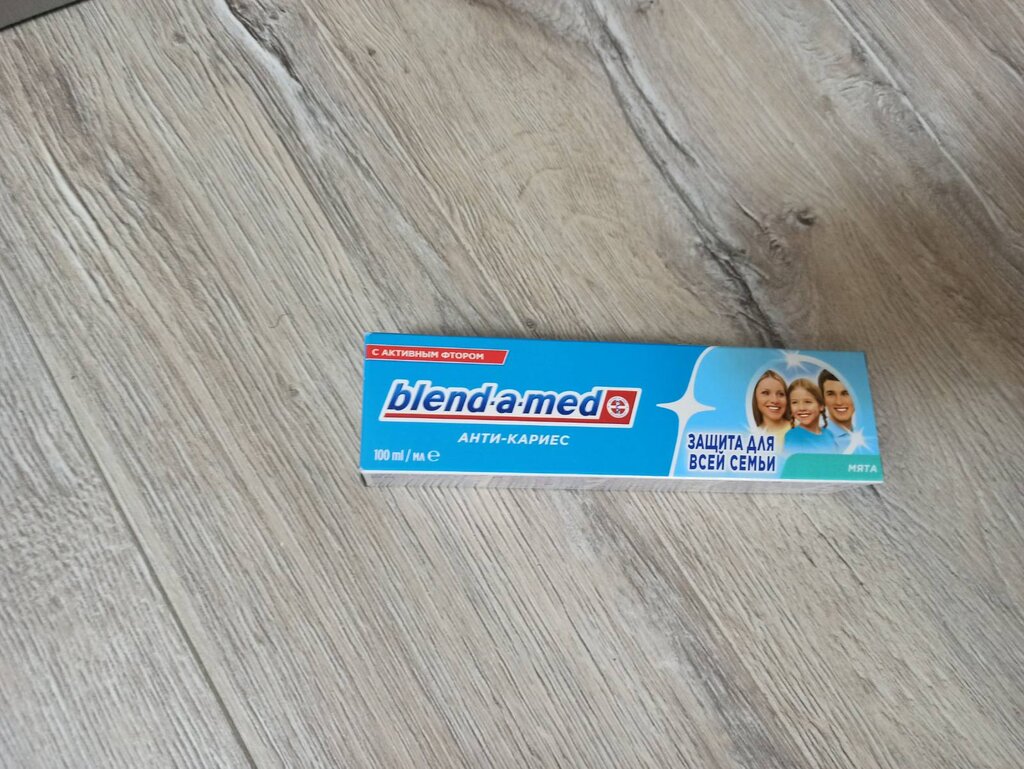 С АКТИВНЫМ ФТОРОМ
blend-a-med
АНТИ-КАРИЕС
100 ml / мл ℮
ЗАЩИТА ДЛЯ
ВСЕЙ СЕМЬИ
МЯТА